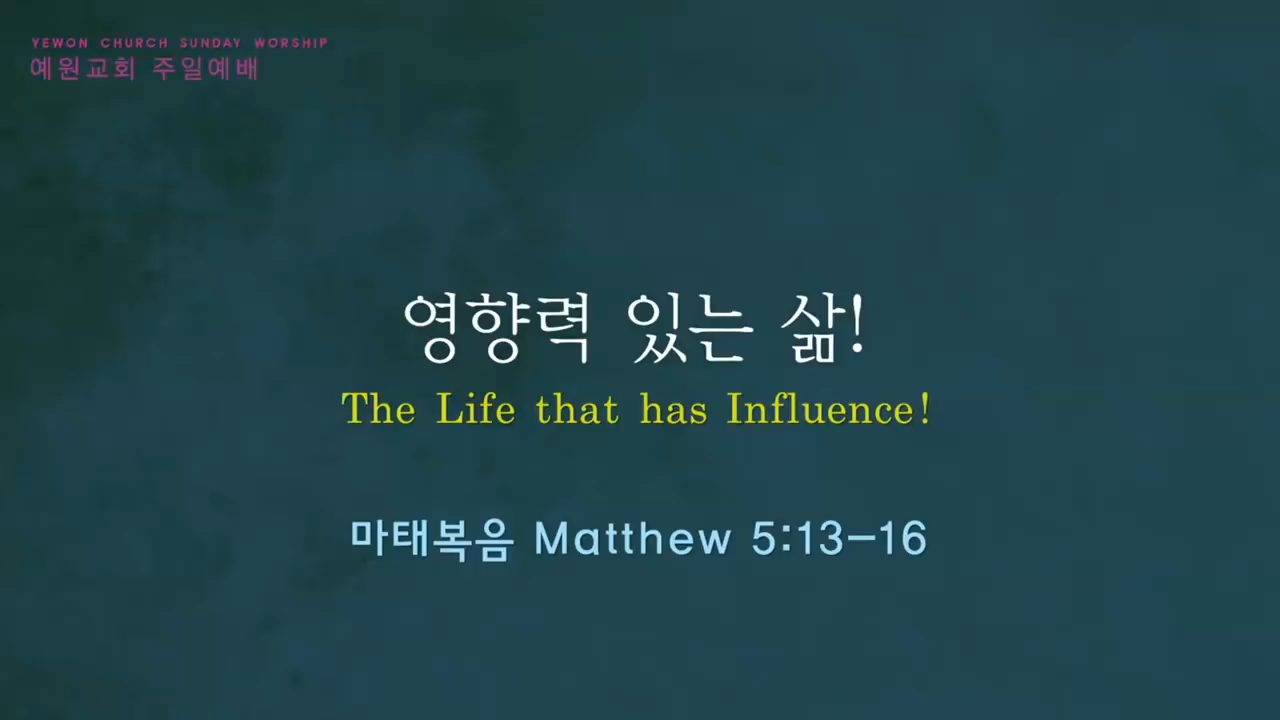 YEWON CHURCH SUNDAY WORSHIP
예원교회 주일예배
영향력 있는 삶!
The Life that has Influence!
마태복음 Matthew 5:13-16